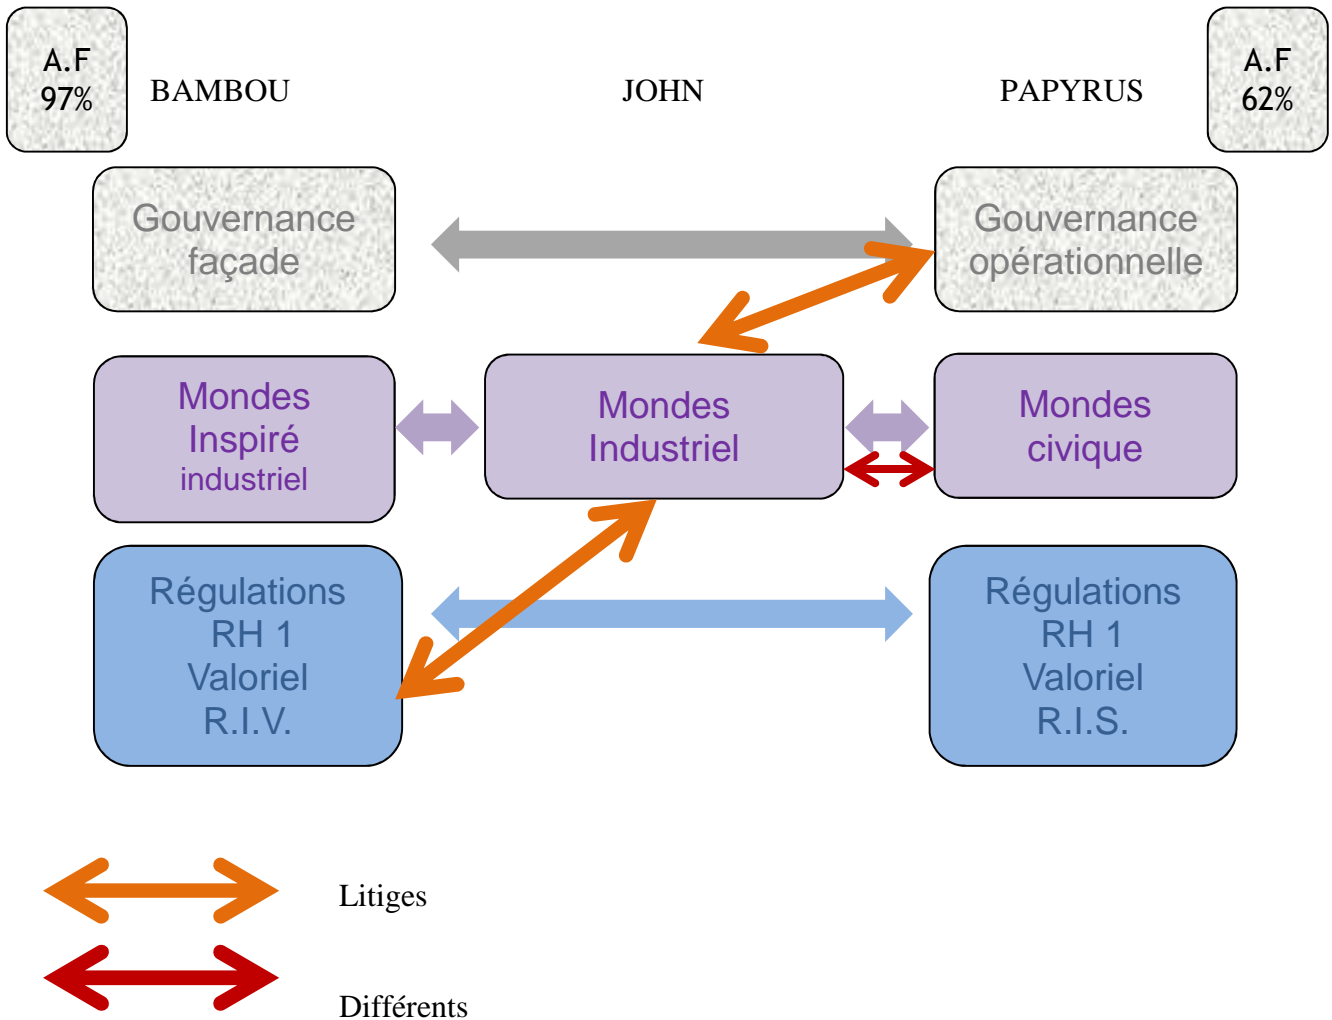 A.F
97%
BAMBOU
JOHN
PAPYRUS
A.F
62%
Gouvernance
façade
Gouvernance
opérationnelle
Mondes
Inspiré
industriel
Mondes
Industriel
Mondes
civique
Régulations
RH 1
Valoriel
R.I.V.
Régulations
RH 1
Valoriel
R.I.S.
Litiges
Différents